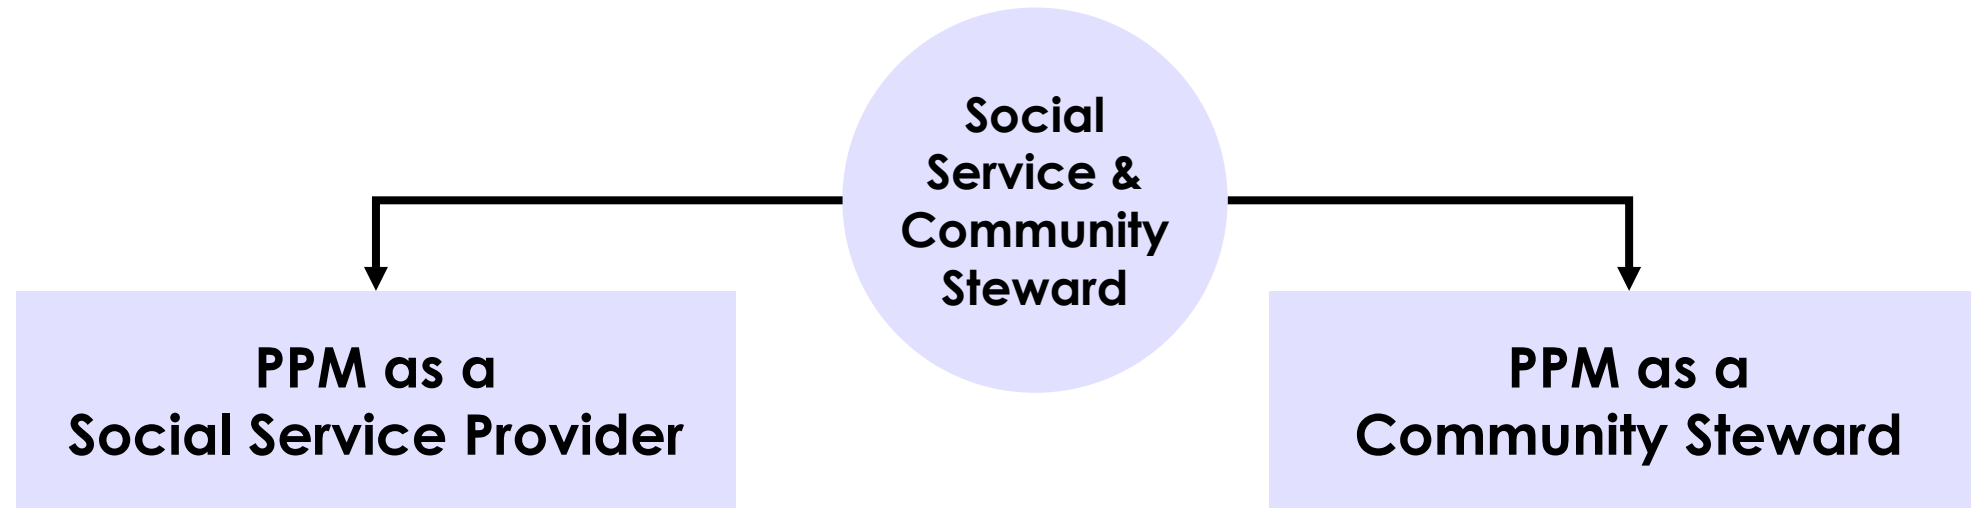 Social
Service &
Community
Steward
PPM as a
Social Service Provider
PPM as a
Community Steward